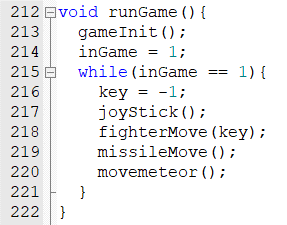 212 void runGame(){
213 gameInit();
214 inGame = 1;
215 while(inGame == 1){
216 key = -1;
217 joyStick();
218 fighterMove(key);
219 missileMove();
220 movemeteor();
221 }
222 }